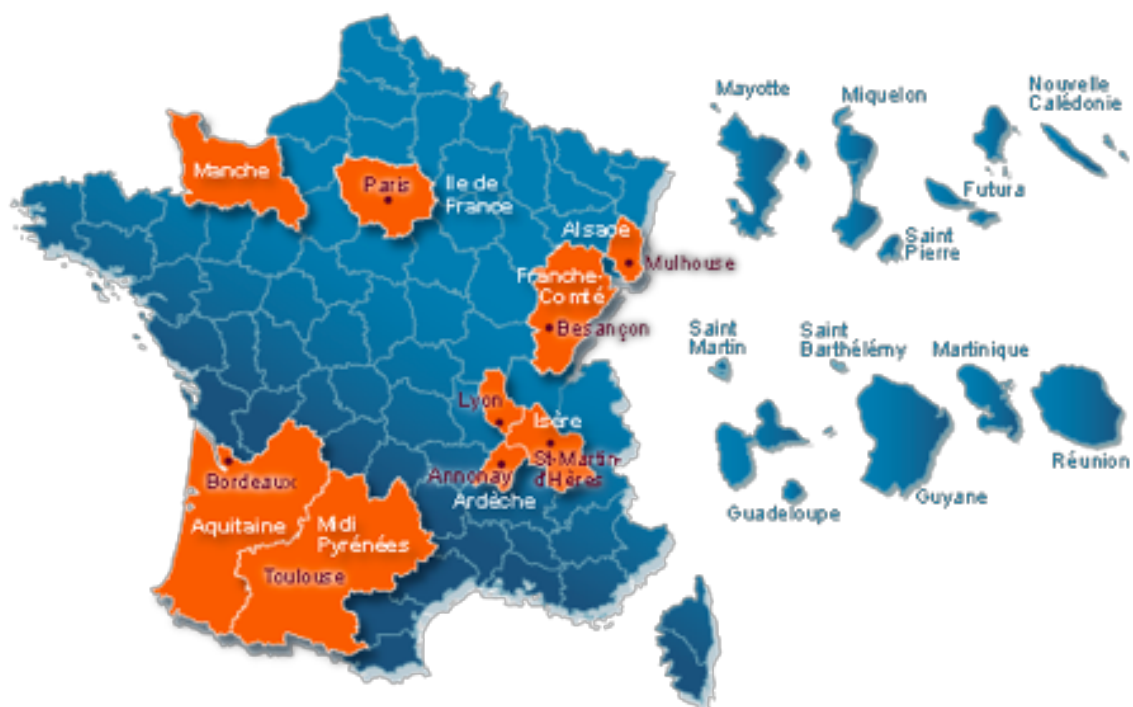 Manche
Paris
Ile de
France
Alsace
Mulhouse
Franche-
Comté
Besançon
Lyon
Isère
St-Martin-
d'Hères
Annonay
Ardèche
Bordeaux
Aquitaine
Midi
Pyrénées
Toulouse
Mayotte
Miquelon
Nouvelle
Calédonie
Futura
Saint
Pierre
Saint
Martin
Saint
Barthélémy
Martinique
Réunion
Guyane
Guadeloupe